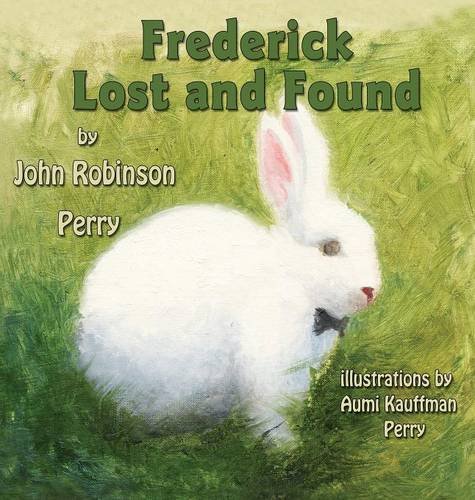 Frederick
Lost and Found
by
John Robinson
Perry
illustrations by
Aumi Kauffman
Perry